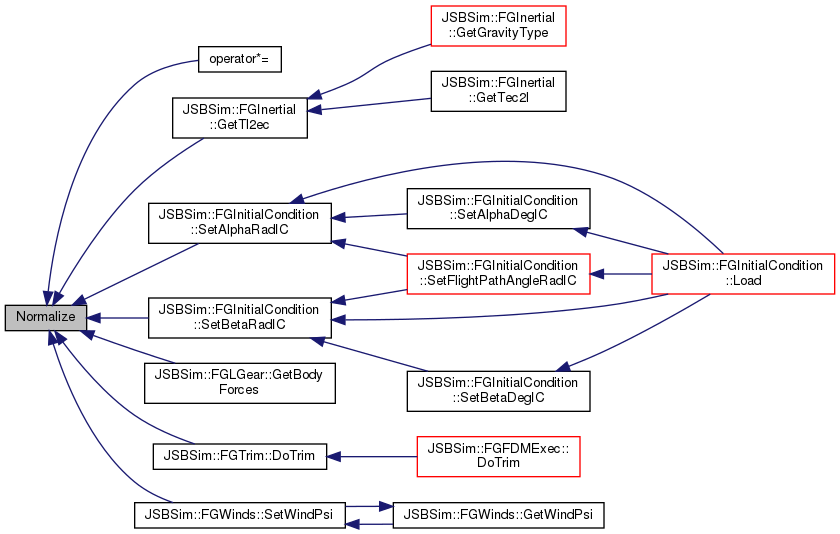 JSBSim::FGInertial
::GetGravityType
operator*=
JSBSim::FGInertial
::GetTec2l
JSBSim::FGInertial
::GetTl2ec
JSBSim::FGInitialCondition
::SetAlphaRadIC
JSBSim::FGInitialCondition
::SetAlphaDegIC
JSBSim::FGInitialCondition
::SetFlightPathAngleRadIC
JSBSim::FGInitialCondition
::Load
Normalize
JSBSim::FGInitialCondition
::SetBetaRadIC
JSBSim::FGLGear::GetBody
Forces
JSBSim::FGInitialCondition
::SetBetaDegIC
JSBSim::FGTrim::DoTrim
JSBSim::FGFDMExec::
DoTrim
JSBSim::FGWinds::SetWindPsi
JSBSim::FGWinds::GetWindPsi